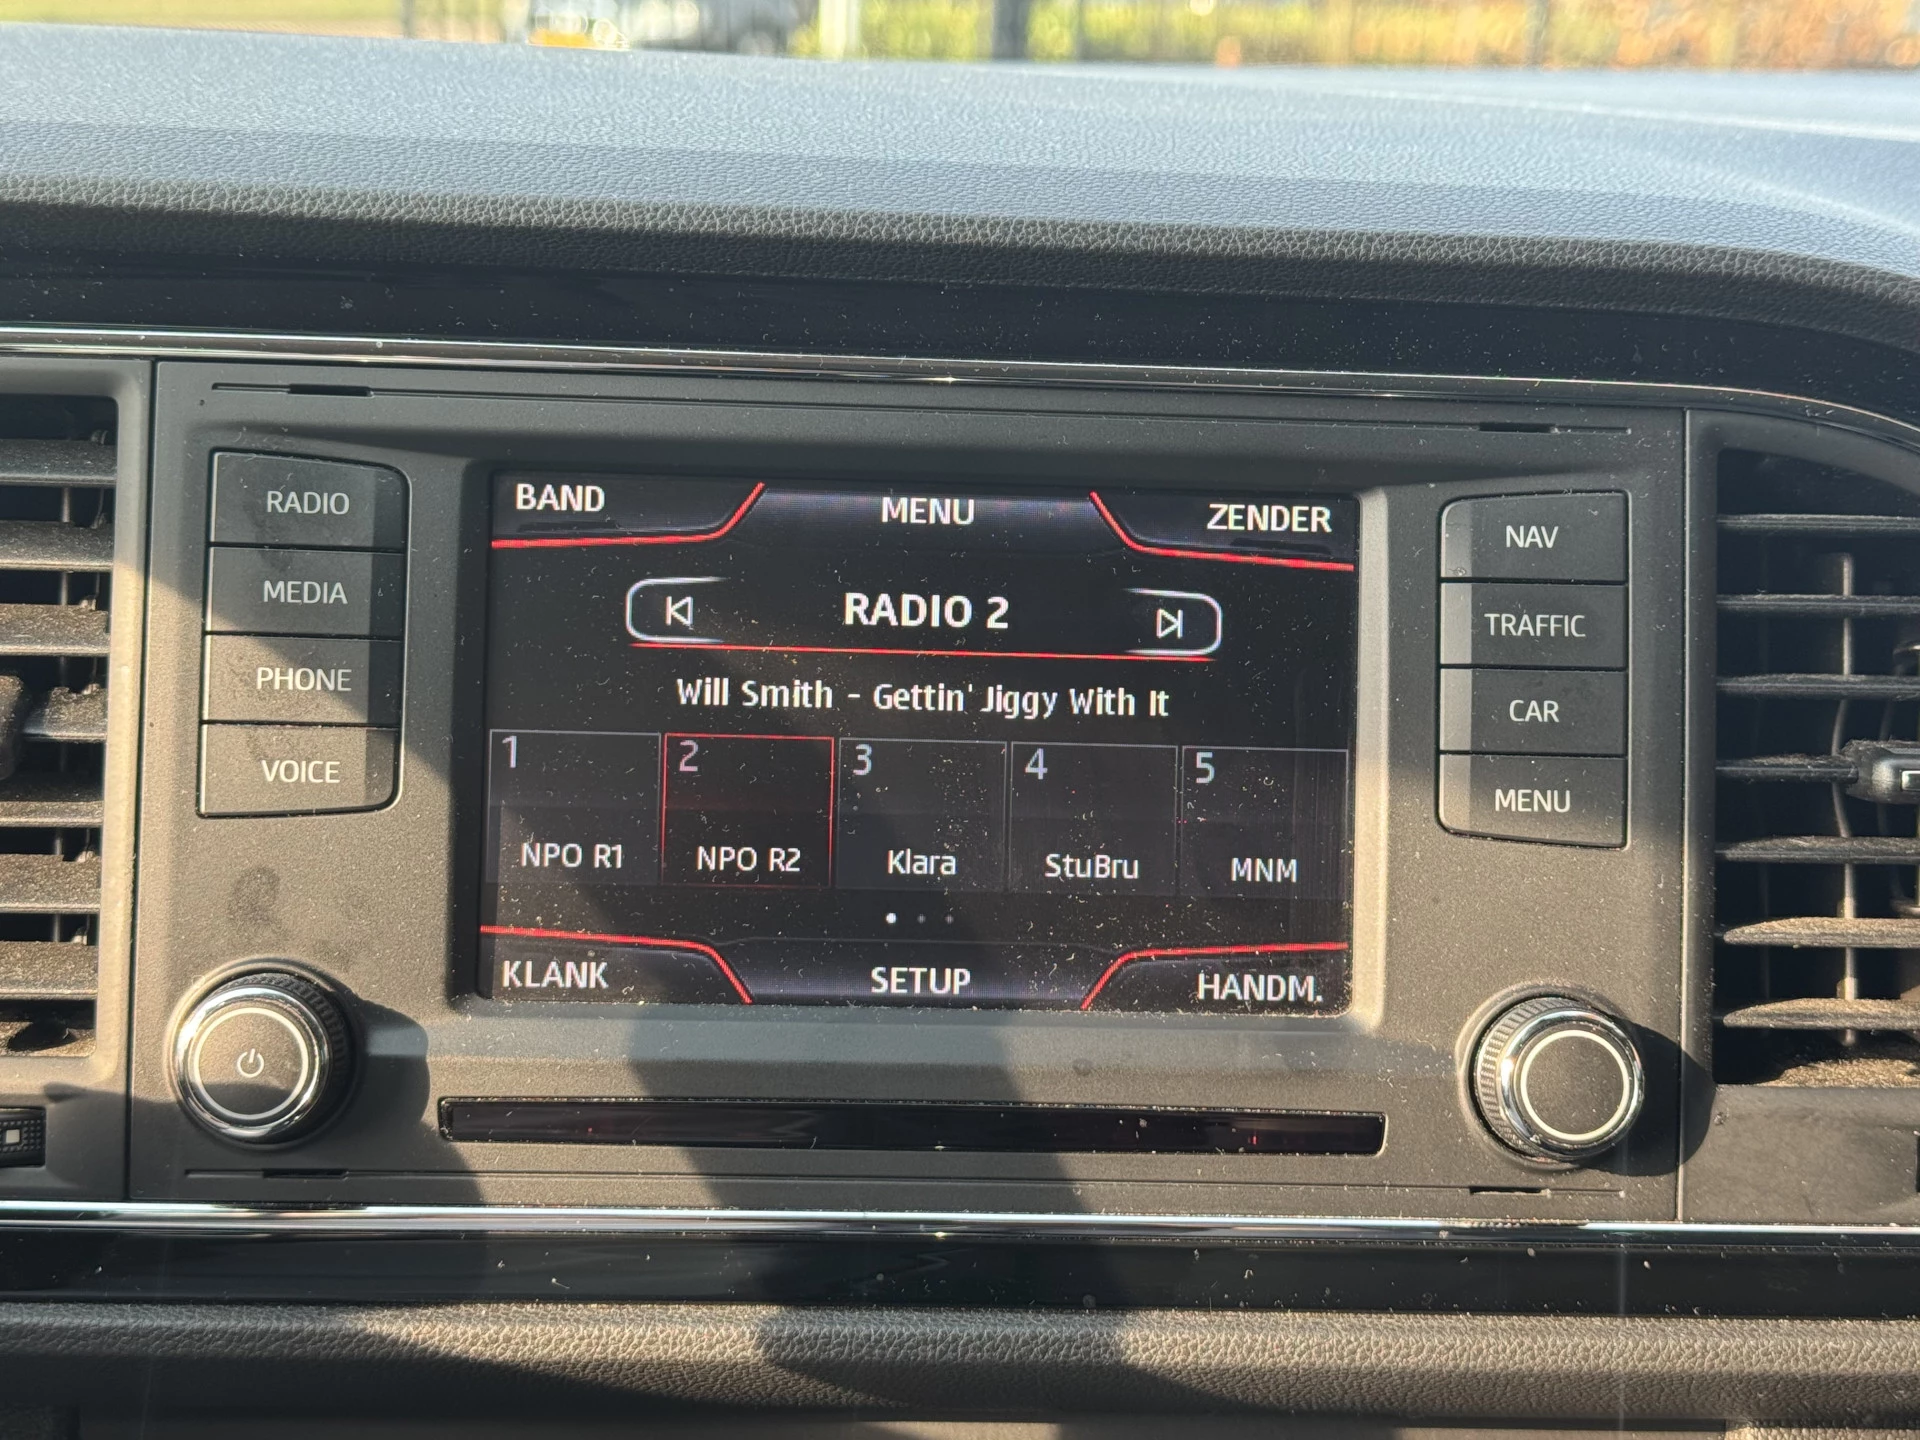 RADIO
MEDIA
PHONE
VOICE
BAND MENU ZENDER
RADIO 2
Will Smith - Gettin' Jiggy With It
1 2 3 4 5
NPO R1 NPO R2 Klara StuBru MNM
KLANK SETUP HANDM.
NAV
TRAFFIC
CAR
MENU